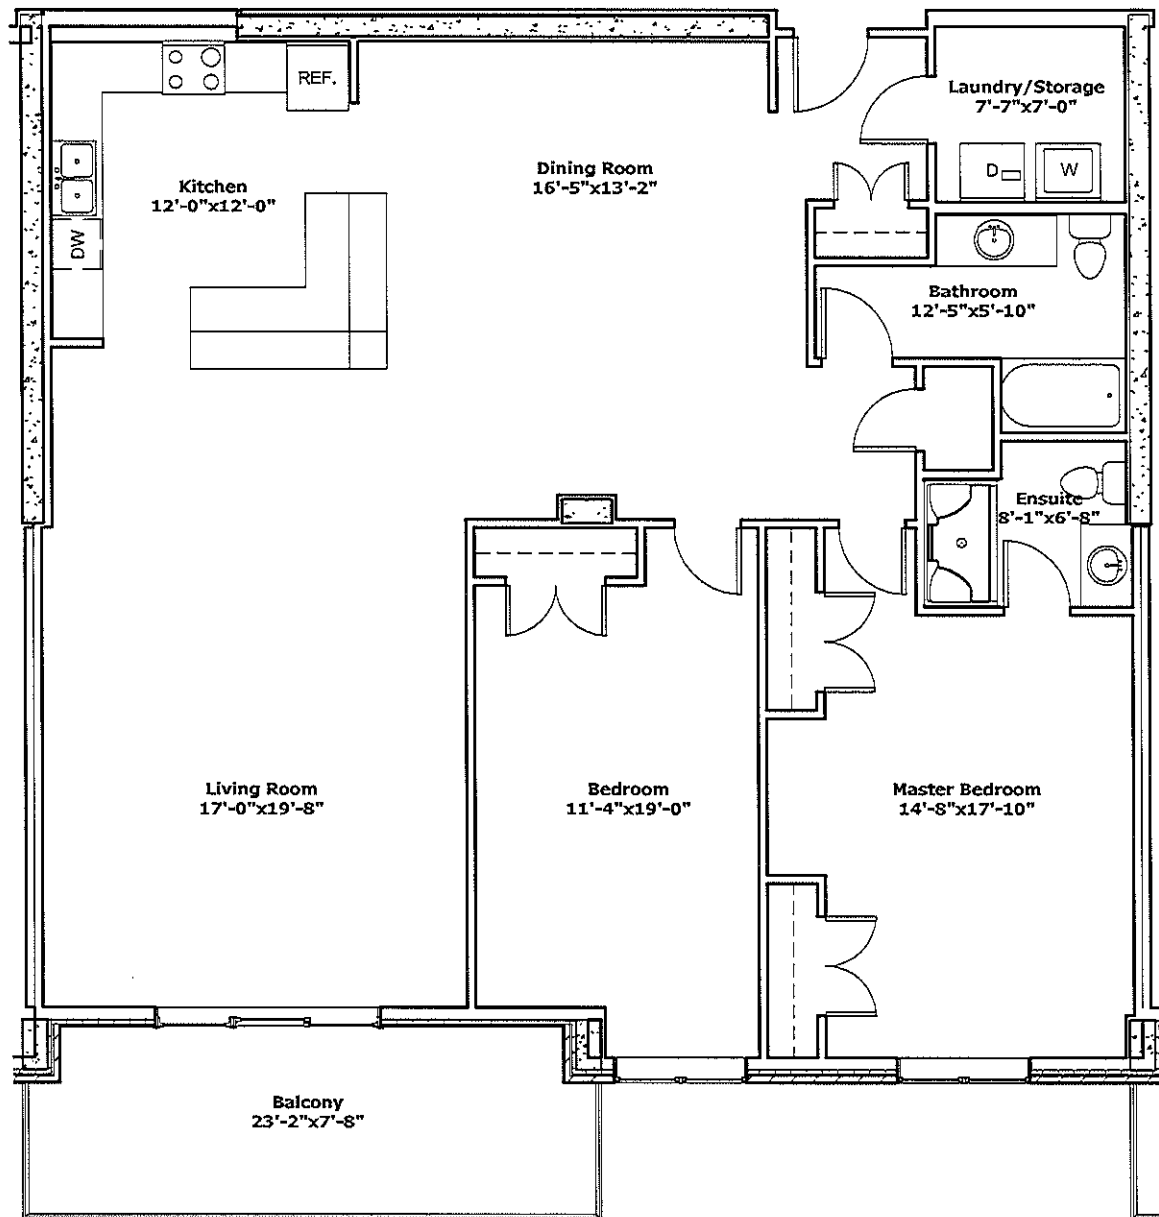 REF.
Laundry/Storage
7'-7"x7'-0"
D
W
Kitchen
12'-0"x12'-0"
Dining Room
16'-5"x13'-2"
DW
Bathroom
12'-5"x5'-10"
Ensuite
8'-1"x6'-8"
Living Room
17'-0"x19'-8"
Bedroom
11'-4"x19'-0"
Master Bedroom
14'-8"x17'-10"
Balcony
23'-2"x7'-8"